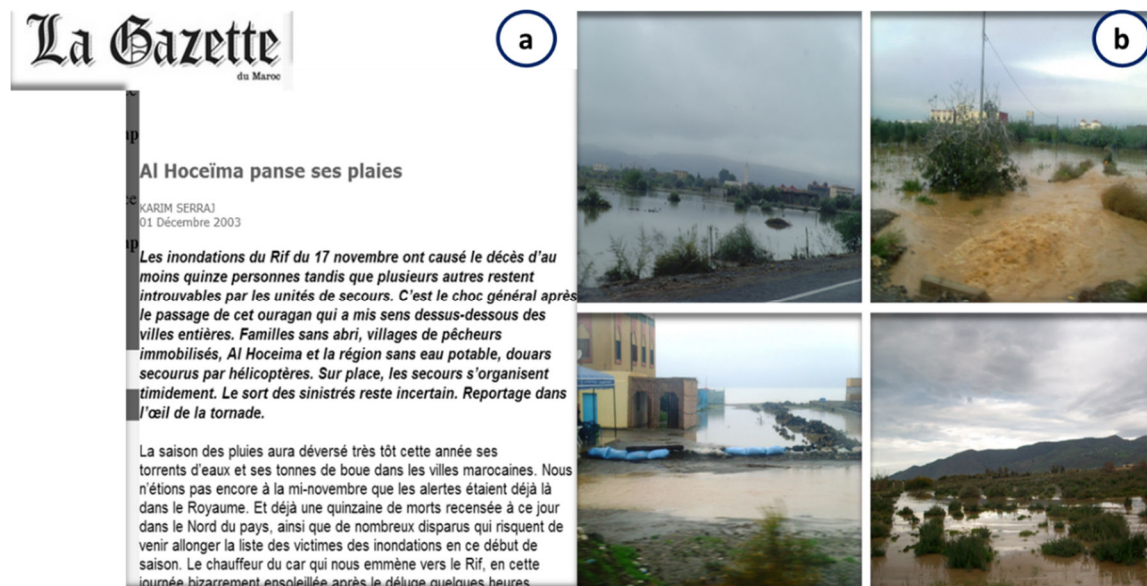 La Gazette
du Maroc
a
b
Al Hoceïma panse ses plaies
KARIM SERRAJ
01 Décembre 2003
Les inondations du Rif du 17 novembre ont causé le décès d'au
moins quinze personnes tandis que plusieurs autres restent
introuvables par les unités de secours. C'est le choc général après
le passage de cet ouragan qui a mis sens dessus-dessous des
villes entières. Familles sans abri, villages de pêcheurs
immobilisés, Al Hoceima et la région sans eau potable, douars
secourus par hélicoptères. Sur place, les secours s'organisent
timidement. Le sort des sinistrés reste incertain. Reportage dans
l'œil de la tornade.
La saison des pluies aura déversé très tôt cette année ses
torrents d'eaux et ses tonnes de boue dans les villes marocaines. Nous
n'étions pas encore à la mi-novembre que les alertes étaient déjà là
dans le Royaume. Et déjà une quinzaine de morts recensée à ce jour
dans le Nord du pays, ainsi que de nombreux disparus qui risquent de
venir allonger la liste des victimes des inondations en ce début de
saison. Le chauffeur du car qui nous emmène vers le Rif, en cette
journée bizarrement ensoleillée après le déluge quelques heures